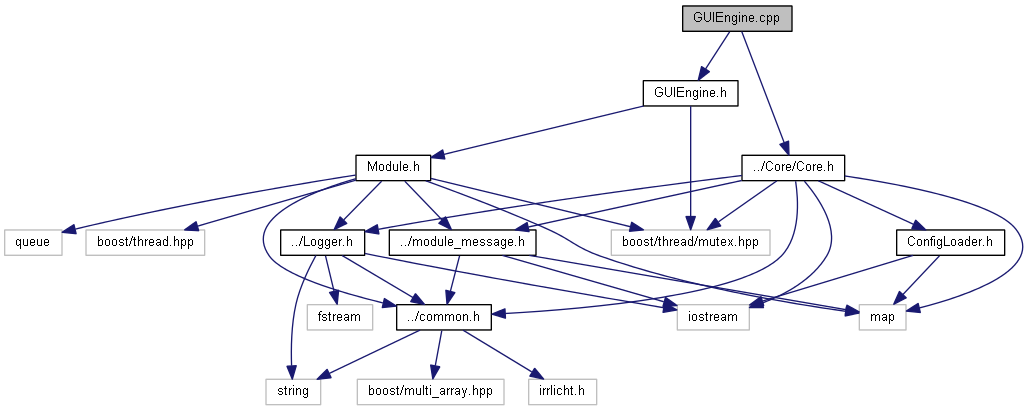 GUIEngine.cpp
GUIEngine.h
Module.h
../Core/Core.h
queue
boost/thread.hpp
../Logger.h
../module_message.h
boost/thread/mutex.hpp
ConfigLoader.h
fstream
../common.h
iostream
map
string
boost/multi_array.hpp
irrlicht.h